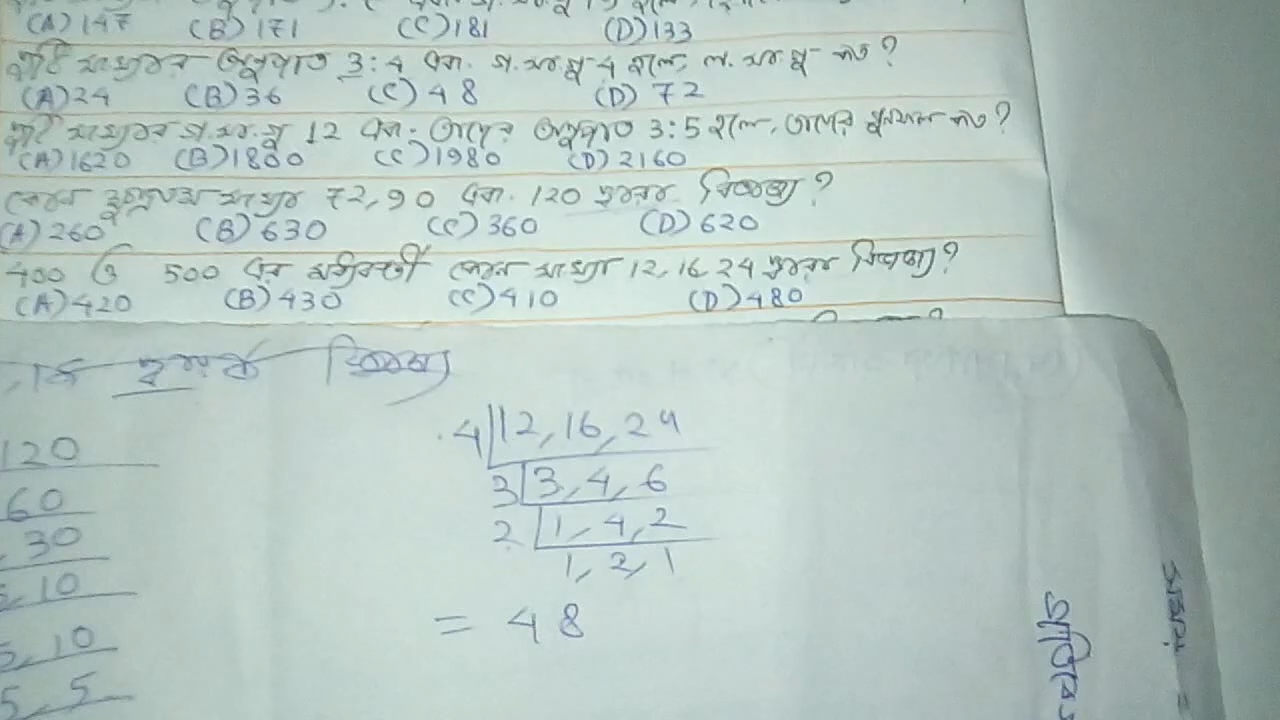 (A) 147 (B) 171 (C) 181 (D) 133
দুটি সংখ্যার অনুপাত 3:4 এবং গ.সা.গু 4 হলে, ল.সা.গু কত?
(A) 24 (B) 36 (C) 48 (D) 72
দুটি সংখ্যার গ.সা.গু 12 এবং তাদের অনুপাত 3:5 হলে, তাদের গুণফল কত?
(A) 1620 (B) 1800 (C) 1980 (D) 2160
কোন ক্ষুদ্রতম সংখ্যা 72, 90 এবং 120 দ্বারা বিভাজ্য?
(A) 260 (B) 630 (C) 360 (D) 620
400 ও 500 এর মধ্যবর্তী কোন সংখ্যা 12, 16, 24 দ্বারা বিভাজ্য?
(A) 420 (B) 430 (C) 410 (D) 480
বিভাজ্য
120
60
30
5, 10
5, 10
5, 5
4 12, 16, 24
3 3, 4, 6
2 1, 4, 2
1, 2, 1
= 48